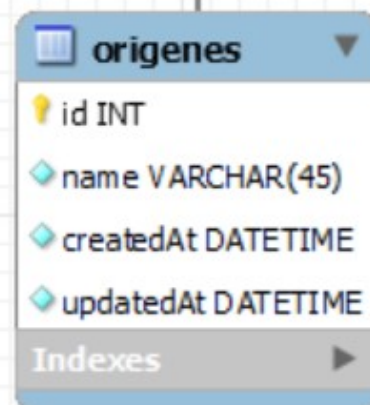 origenes
id INT
name VARCHAR(45)
createdAt DATETIME
updatedAt DATETIME
Indexes